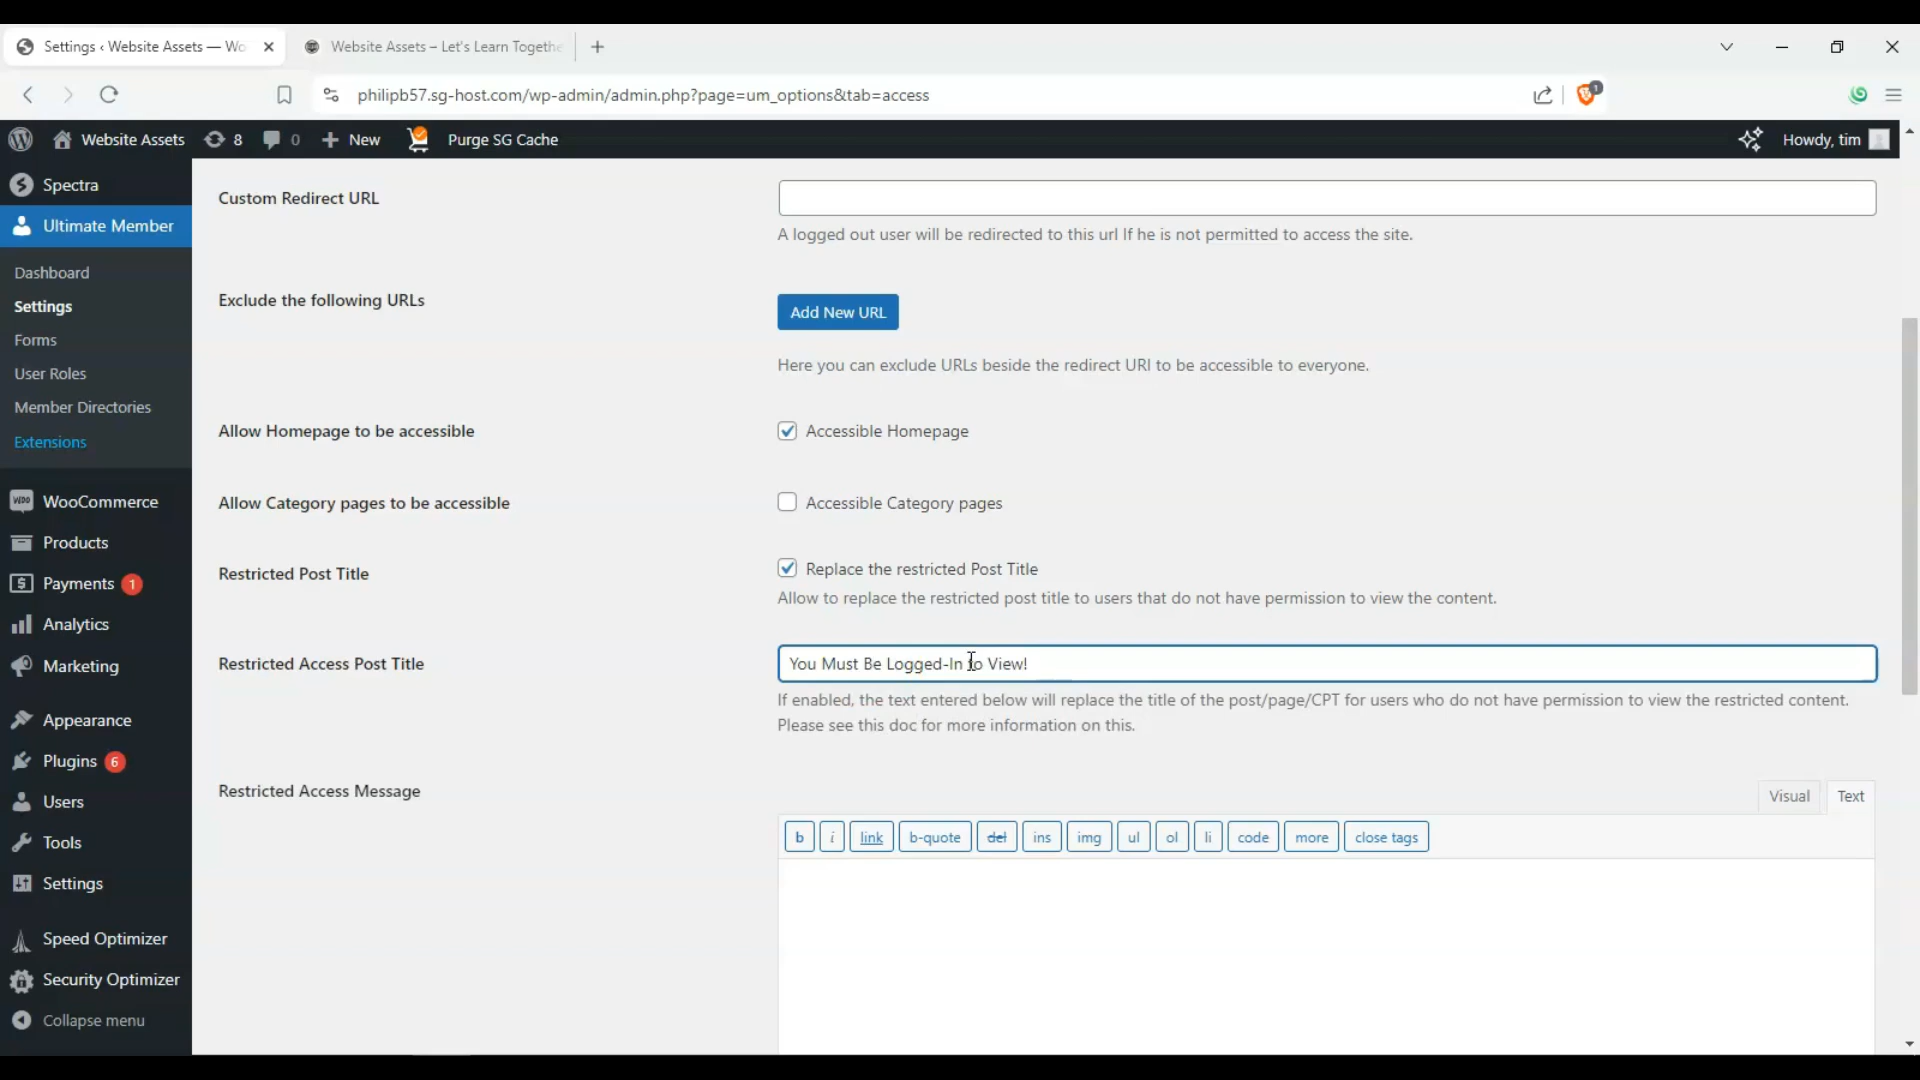 Settings ‹ Website Assets — Wo
Website Assets – Let's Learn Togethe
philipb57.sg-host.com/wp-admin/admin.php?page=um_options&tab=access
1
Website Assets 8 0 New Purge SG Cache Howdy, tim
Spectra
Ultimate Member
Dashboard
Settings
Forms
User Roles
Member Directories
Extensions
WooCommerce
Products
Payments 1
Analytics
Marketing
Appearance
Plugins 6
Users
Tools
Settings
Speed Optimizer
Security Optimizer
Collapse menu
Custom Redirect URL
A logged out user will be redirected to this url If he is not permitted to access the site.
Exclude the following URLs
Add New URL
Here you can exclude URLs beside the redirect URI to be accessible to everyone.
Allow Homepage to be accessible
Accessible Homepage
Allow Category pages to be accessible
Accessible Category pages
Restricted Post Title
Replace the restricted Post Title
Allow to replace the restricted post title to users that do not have permission to view the content.
Restricted Access Post Title
You Must Be Logged-In to View!
If enabled, the text entered below will replace the title of the post/page/CPT for users who do not have permission to view the restricted content.
Please see this doc for more information on this.
Restricted Access Message
Visual Text
b i link b-quote del ins img ul ol li code more close tags